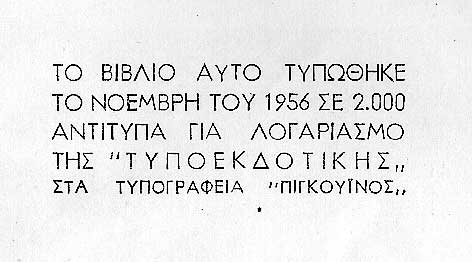 ΤΟ ΒΙΒΛΙΟ ΑΥΤΟ ΤΥΠΩΘΗΚΕ
ΤΟ ΝΟΕΜΒΡΗ ΤΟΥ 1956 ΣΕ 2.000
ΑΝΤΙΤΥΠΑ ΓΙΑ ΛΟΓΑΡΙΑΣΜΟ
ΤΗΣ "ΤΥΠΟΕΚΔΟΤΙΚΗΣ„
ΣΤΑ ΤΥΠΟΓΡΑΦΕΙΑ "ΠΙΓΚΟΥΪΝΟΣ„